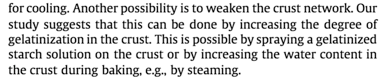 for cooling. Another possibility is to weaken the crust network. Our
study suggests that this can be done by increasing the degree of
gelatinization in the crust. This is possible by spraying a gelatinized
starch solution on the crust or by increasing the water content in
the crust during baking, e.g., by steaming.